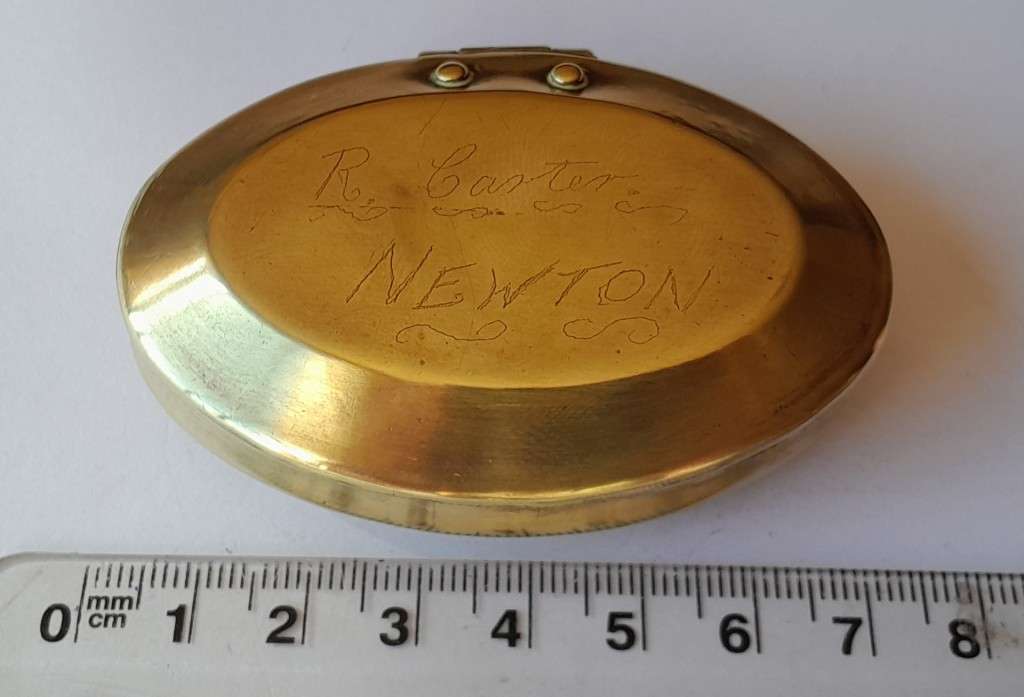 R. Carter.
NEWTON
0 mm 1 2 3 4 5 6 7 8
cm